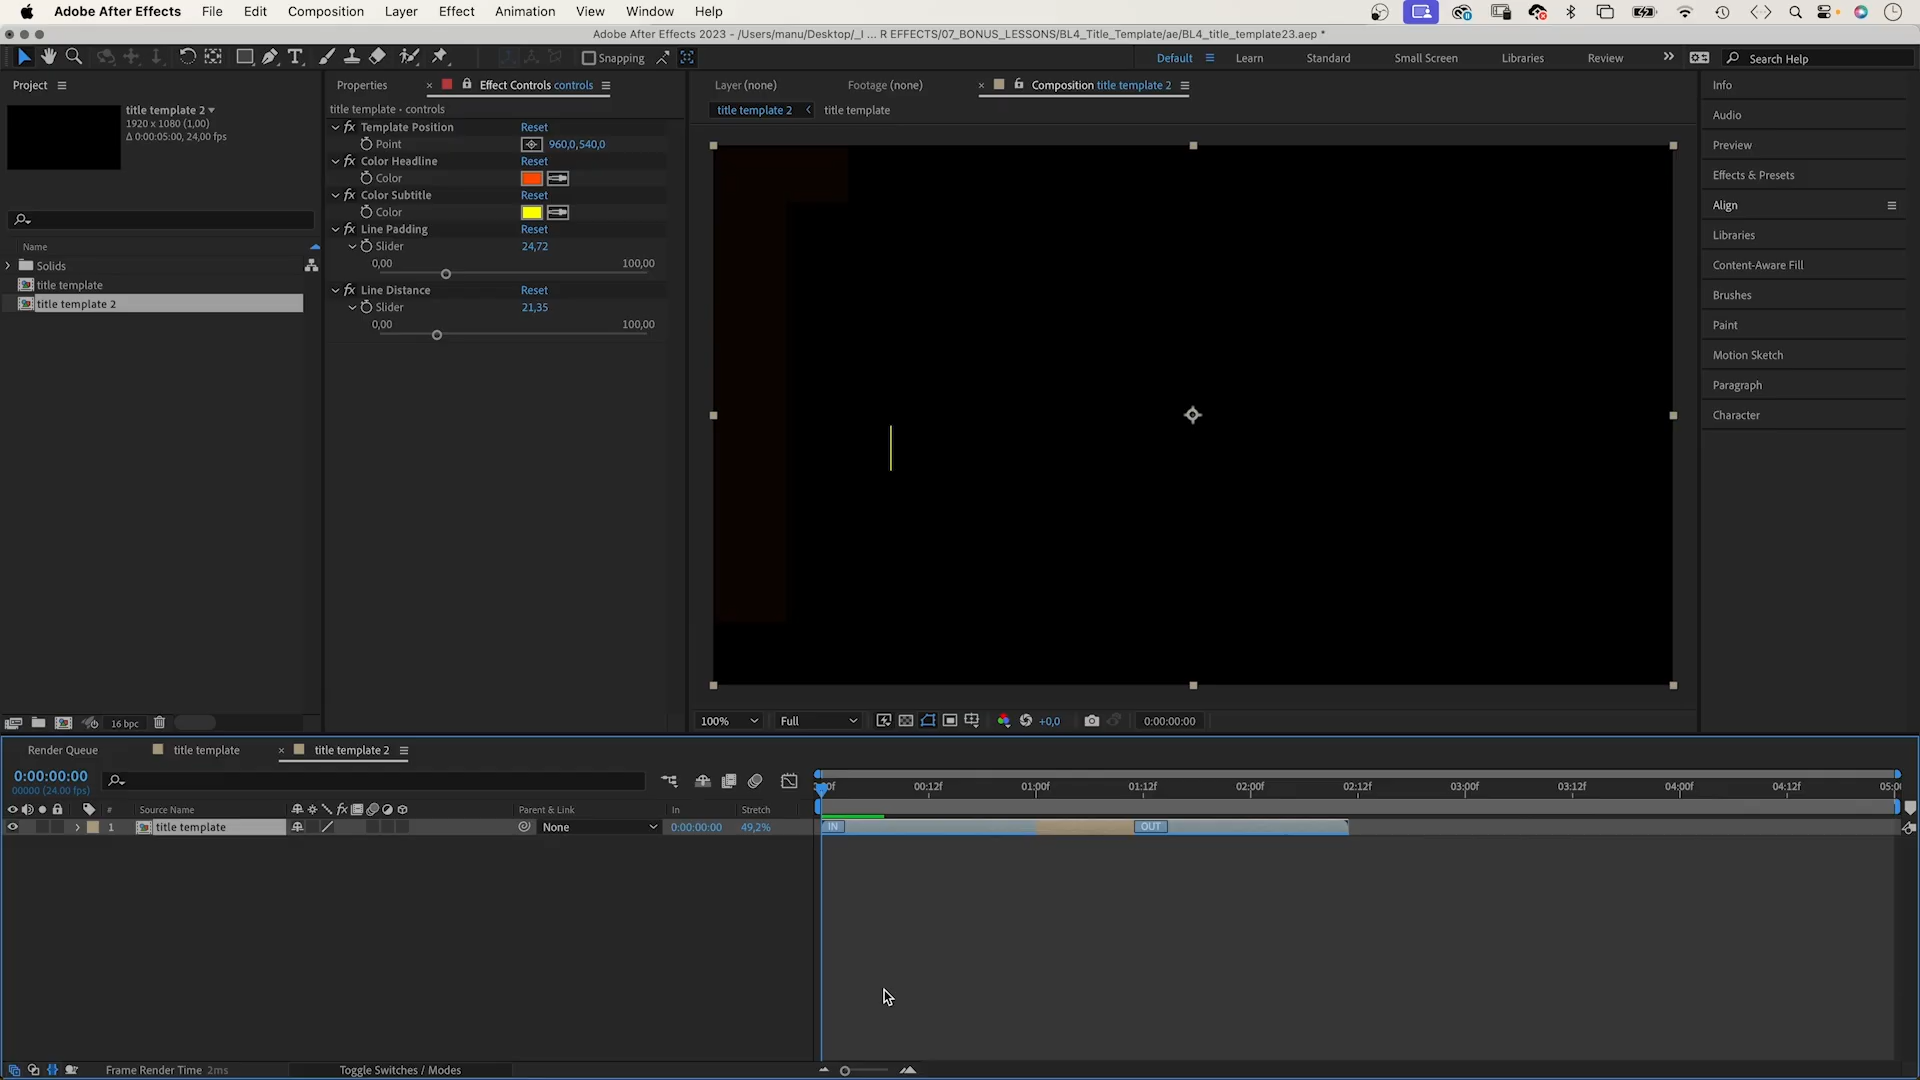 Adobe After Effects File Edit Composition Layer Effect Animation View Window Help
Adobe After Effects 2023 - /Users/manu/Desktop/_I ... R EFFECTS/07_BONUS_LESSONS/BL4_Title_Template/ae/BL4_title_template23.aep *
Snapping Default Learn Standard Small Screen Libraries Review Search Help
Project
title template 2
1920 x 1080 (1,00)
Δ 0:00:05:00, 24,00 fps
Name
Solids
title template
title template 2
16 bpc
Properties Effect Controls controls
title template • controls
fx Template Position Reset
Point 960,0,540,0
fx Color Headline Reset
Color
fx Color Subtitle Reset
Color
fx Line Padding Reset
Slider 24,72
0,00 100,00
fx Line Distance Reset
Slider 21,35
0,00 100,00
Layer (none) Footage (none) Composition title template 2
title template 2 title template
100% Full +0,0 0:00:00:00
Info
Audio
Preview
Effects & Presets
Align
Libraries
Content-Aware Fill
Brushes
Paint
Motion Sketch
Paragraph
Character
Render Queue title template title template 2
0:00:00:00
00000 (24.00 fps)
00:12f 01:00f 01:12f 02:00f 02:12f 03:00f 03:12f 04:00f 04:12f
# Source Name fx Parent & Link In Stretch
1 title template None 0:00:00:00 49,2% IN OUT
Frame Render Time 2ms Toggle Switches / Modes